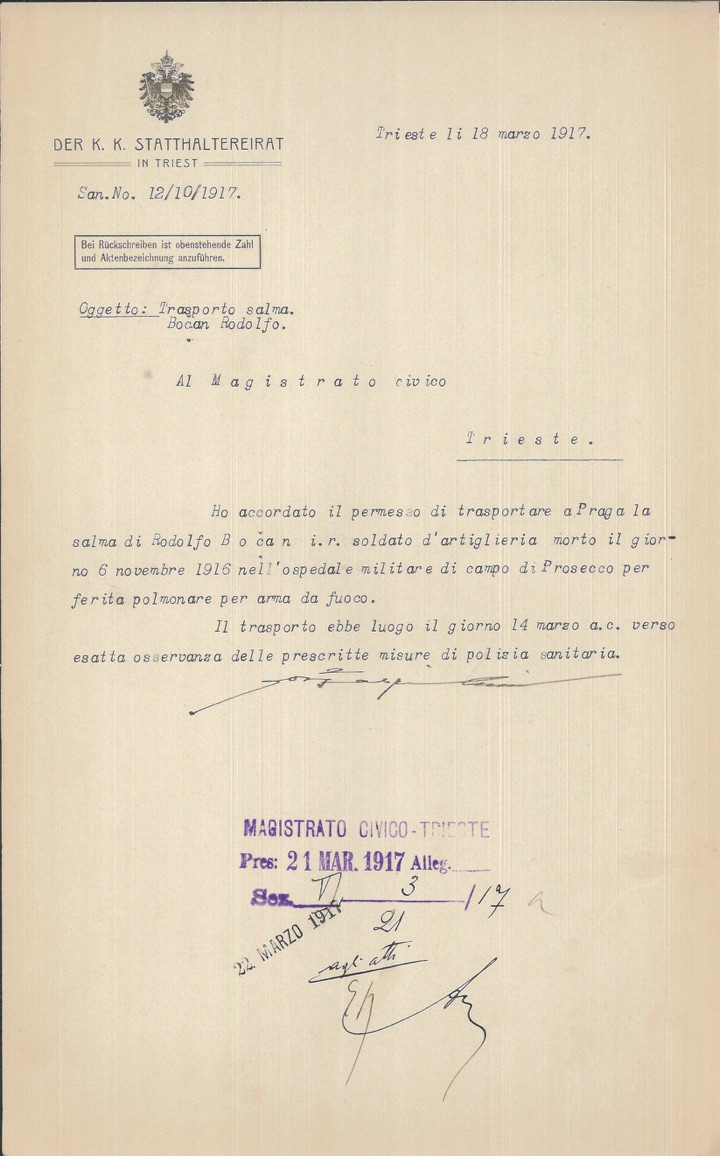 DER K. K. STATTHALTEREIRAT
IN TRIEST
Trieste li 18 marzo 1917.
San.No. 12/10/1917.
Bei Rückschreiben ist obenstehende Zahl
und Aktenbezeichnung anzuführen.
Oggetto: Trasporto salma.
Bocan Rodolfo.
Al Magistrato civico
Trieste.
Ho accordato il permesso di trasportare a Praga la
salma di Rodolfo Bočan i.r. soldato d'artiglieria morto il gior-
no 6 novembre 1916 nell'ospedale militare di campo di Prosecco per
ferita polmonare per arma da fuoco.
Il trasporto ebbe luogo il giorno 14 marzo a.c. verso
esatta osservanza delle prescritte misure di polizia sanitaria.
MAGISTRATO CIVICO-TRIESTE
Pres: 21 MAR. 1917 Alleg.
Sez. VI 3 /17
21
22 MARZO 1917
agli atti